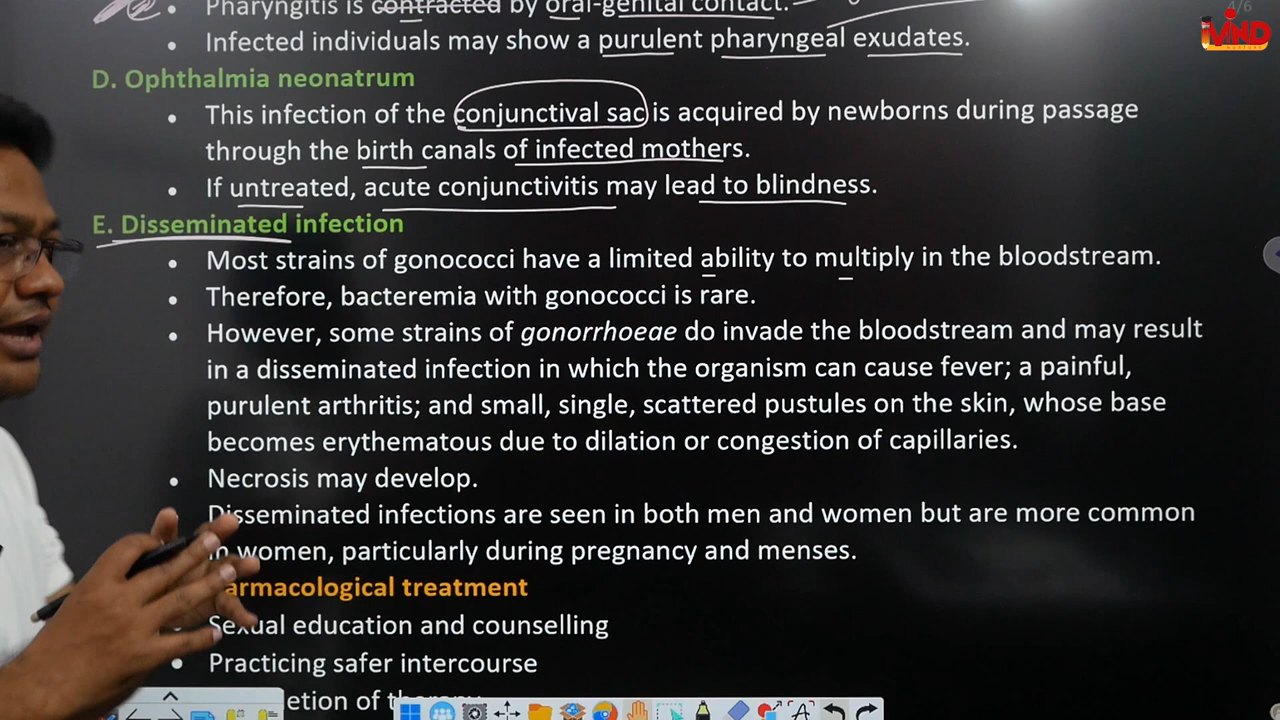 Pharyngitis is contracted by oral-genital contact.
4/6
iMIND
Infected individuals may show a purulent pharyngeal exudates.
D. Ophthalmia neonatrum
This infection of the conjunctival sac is acquired by newborns during passage
through the birth canals of infected mothers.
If untreated, acute conjunctivitis may lead to blindness.
E. Disseminated infection
Most strains of gonococci have a limited ability to multiply in the bloodstream.
Therefore, bacteremia with gonococci is rare.
However, some strains of gonorrhoeae do invade the bloodstream and may result
in a disseminated infection in which the organism can cause fever; a painful,
purulent arthritis; and small, single, scattered pustules on the skin, whose base
becomes erythematous due to dilation or congestion of capillaries.
Necrosis may develop.
Disseminated infections are seen in both men and women but are more common
in women, particularly during pregnancy and menses.
armacological treatment
Sexual education and counselling
Practicing safer intercourse
etion of therapy